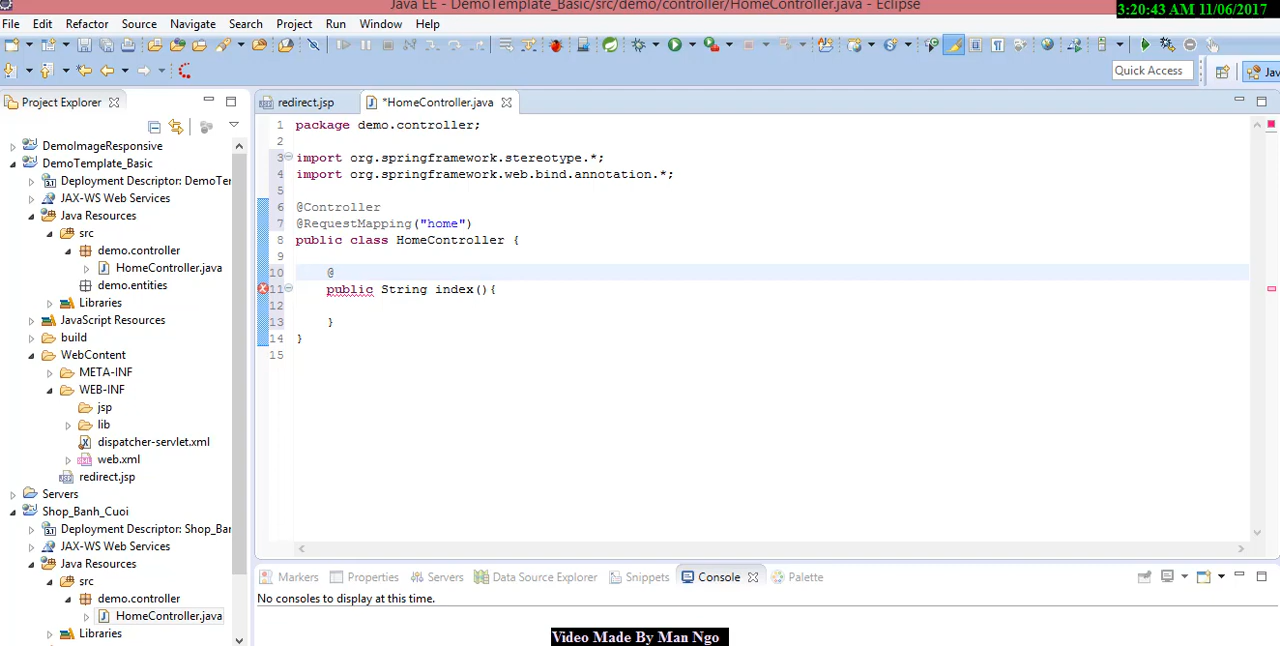 Java EE - DemoTemplate_Basic/src/demo/controller/HomeController.java - Eclipse
3:20:43 AM 11/06/2017
File Edit Refactor Source Navigate Search Project Run Window Help
Quick Access
Jav
Project Explorer
redirect.jsp
*HomeController.java
DemoImageResponsive
DemoTemplate_Basic
Deployment Descriptor: DemoTer
JAX-WS Web Services
Java Resources
src
demo.controller
HomeController.java
demo.entities
Libraries
JavaScript Resources
build
WebContent
META-INF
WEB-INF
jsp
lib
dispatcher-servlet.xml
web.xml
redirect.jsp
Servers
Shop_Banh_Cuoi
Deployment Descriptor: Shop_Bar
JAX-WS Web Services
Java Resources
src
demo.controller
HomeController.java
Libraries
1 package demo.controller;
2
3 import org.springframework.stereotype.*;
4 import org.springframework.web.bind.annotation.*;
5
6 @Controller
7 @RequestMapping("home")
8 public class HomeController {
9
10 @
11 public String index(){
12
13 }
14 }
15
Markers Properties Servers Data Source Explorer Snippets Console Palette
No consoles to display at this time.
Video Made By Man Ngo